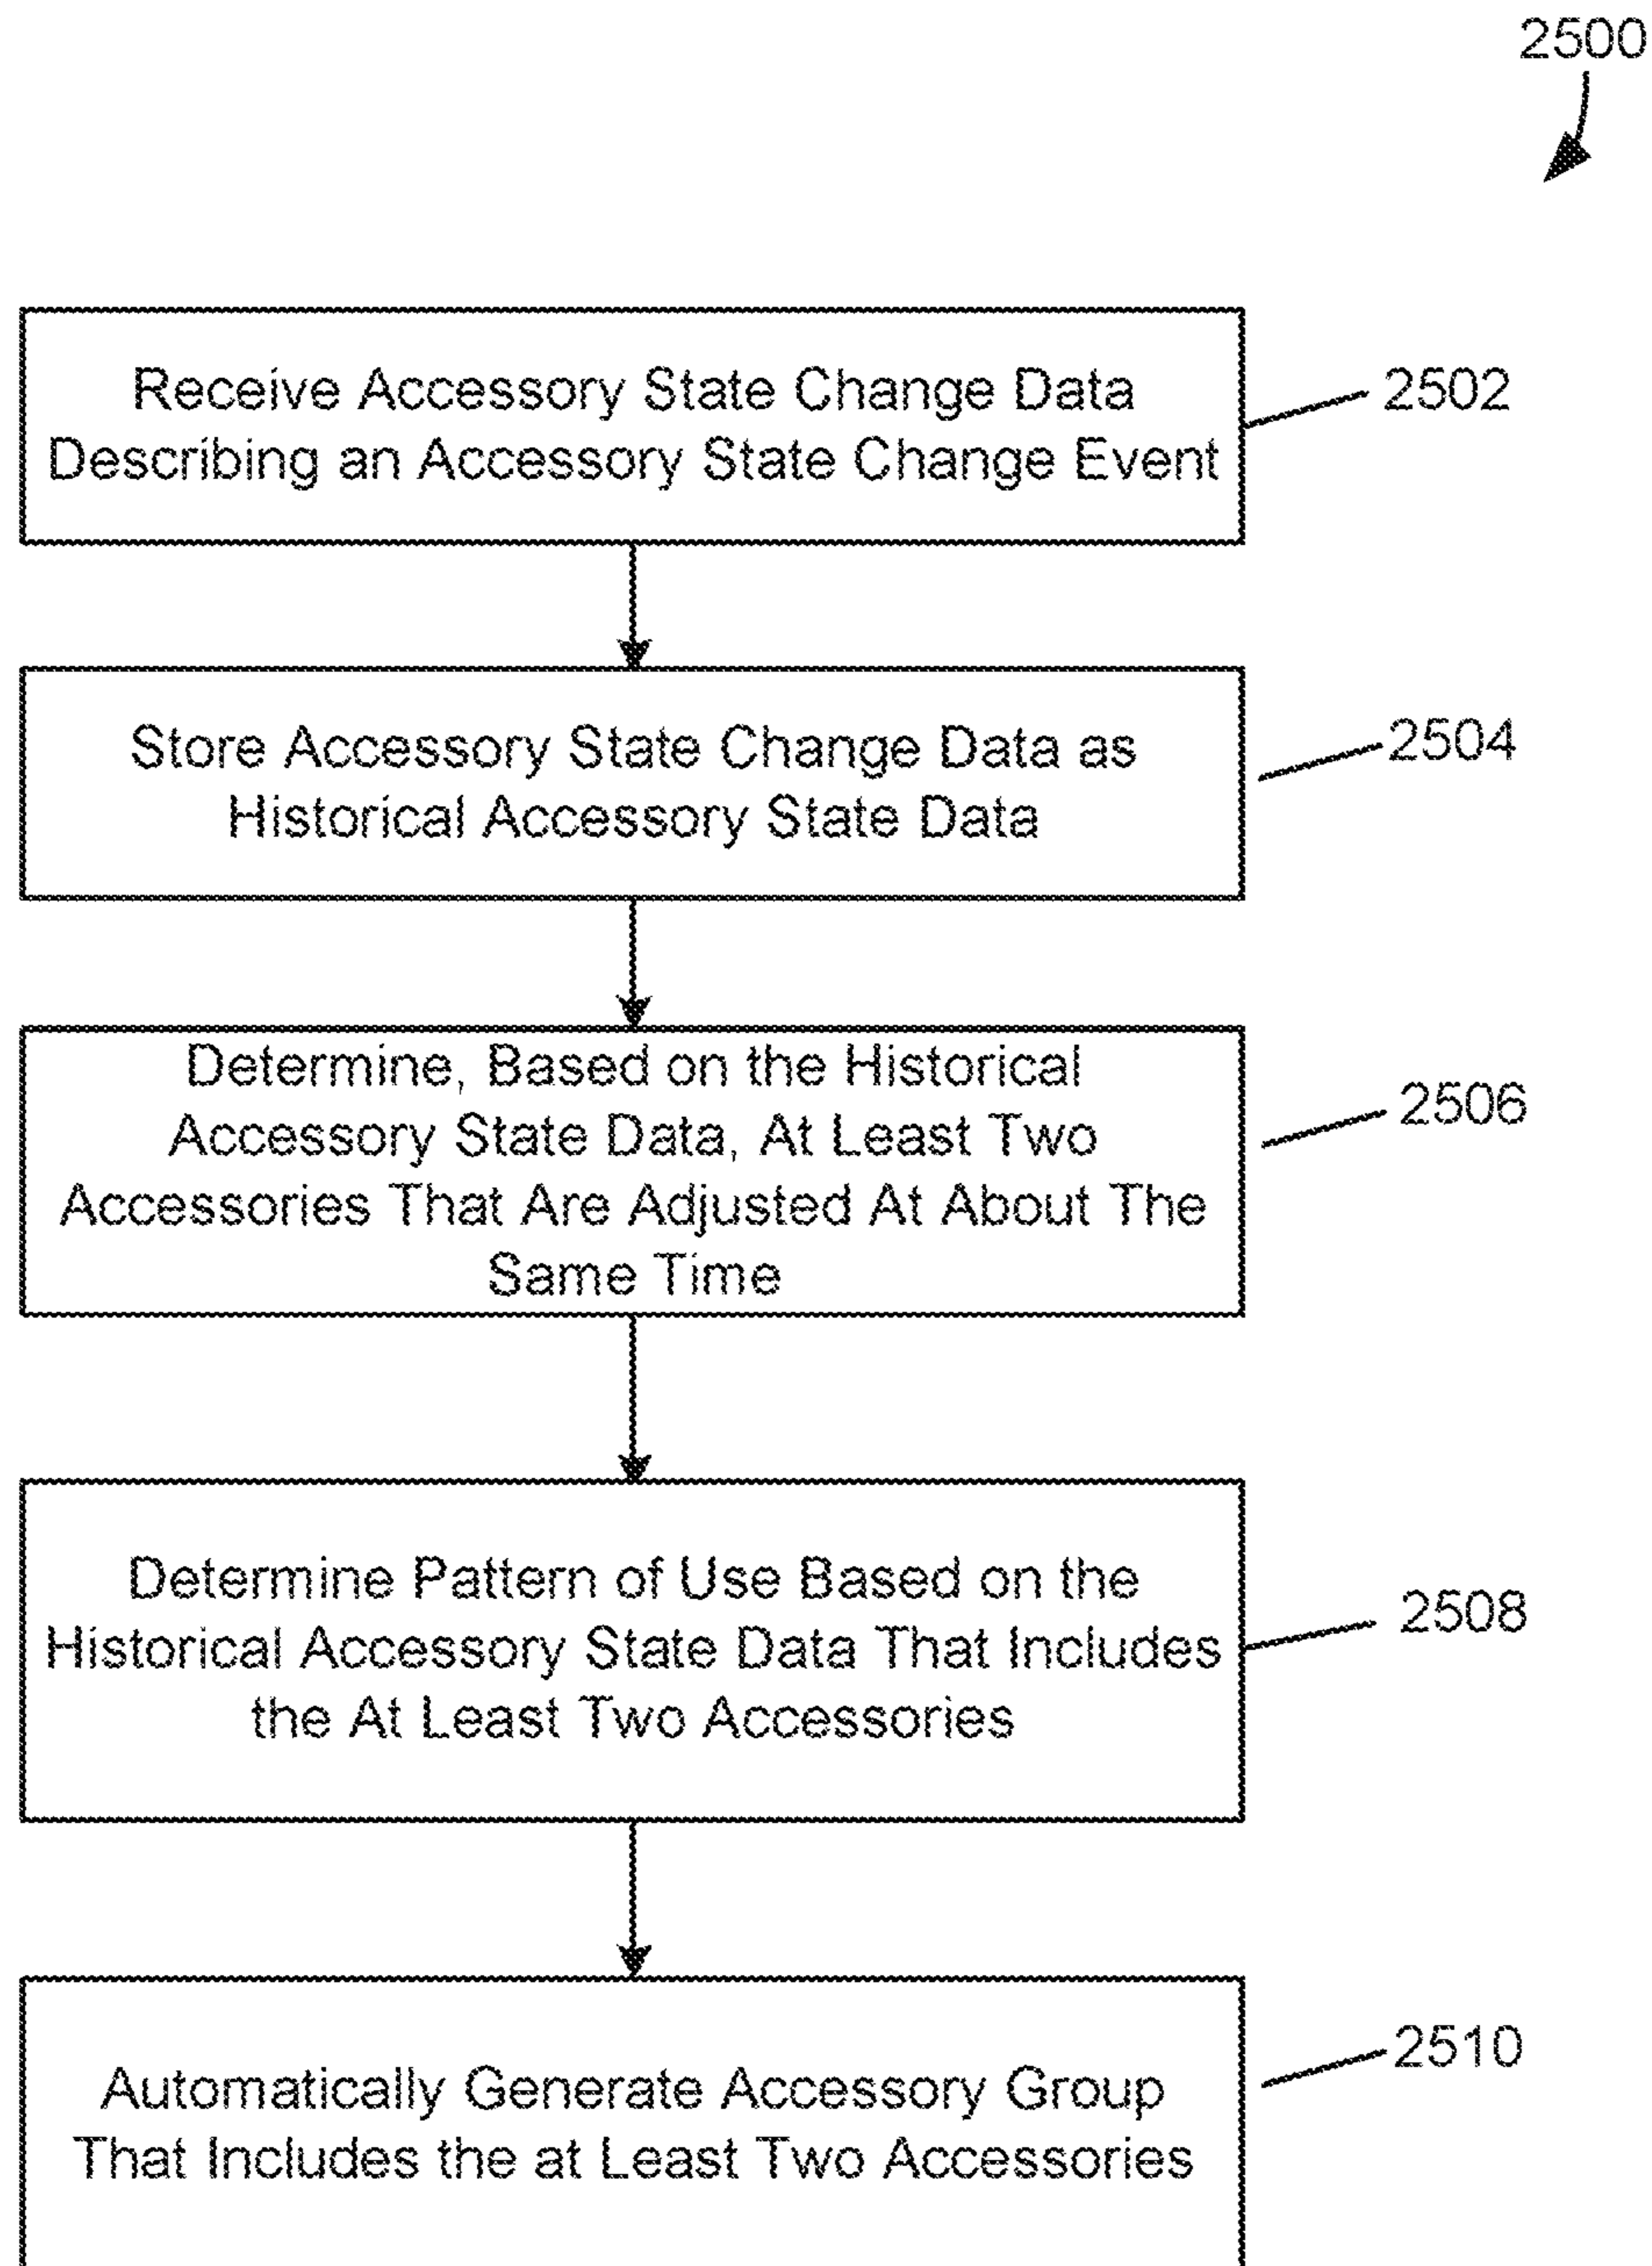 2500
Receive Accessory State Change Data
Describing an Accessory State Change Event
2502
Store Accessory State Change Data as
Historical Accessory State Data
2504
Determine, Based on the Historical
Accessory State Data, At Least Two
Accessories That Are Adjusted At About The
Same Time
2506
Determine Pattern of Use Based on the
Historical Accessory State Data That Includes
the At Least Two Accessories
2508
Automatically Generate Accessory Group
That Includes the at Least Two Accessories
2510